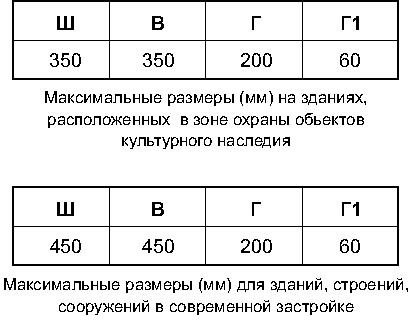 Ш В Г Г1
350 350 200 60
Максимальные размеры (мм) на зданиях,
расположенных в зоне охраны обьектов
культурного наследия
Ш В Г Г1
450 450 200 60
Максимальные размеры (мм) для зданий, строений,
сооружений в современной застройке